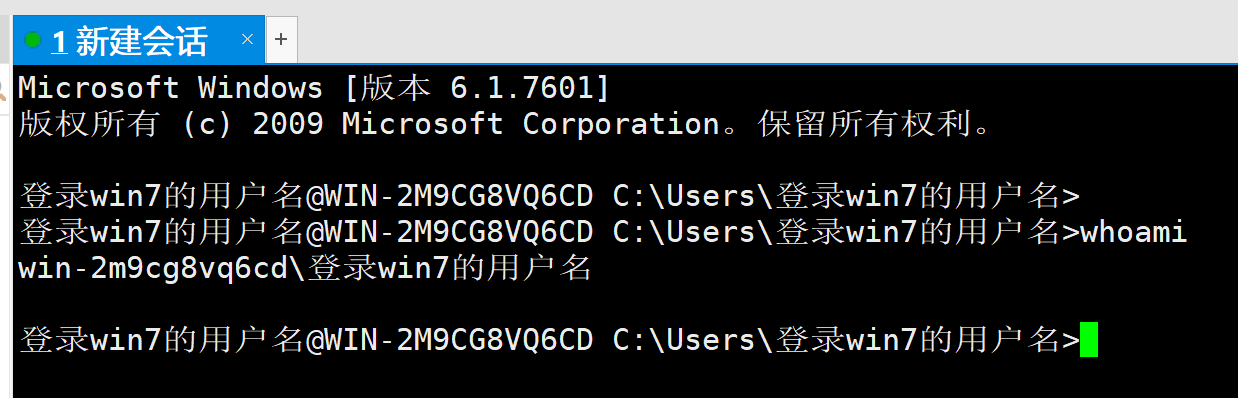 1 新建会话 × +
Microsoft Windows [版本 6.1.7601]
版权所有 (c) 2009 Microsoft Corporation。保留所有权利。
登录win7的用户名@WIN-2M9CG8VQ6CD C:\Users\登录win7的用户名>
登录win7的用户名@WIN-2M9CG8VQ6CD C:\Users\登录win7的用户名>whoami
win-2m9cg8vq6cd\登录win7的用户名
登录win7的用户名@WIN-2M9CG8VQ6CD C:\Users\登录win7的用户名>